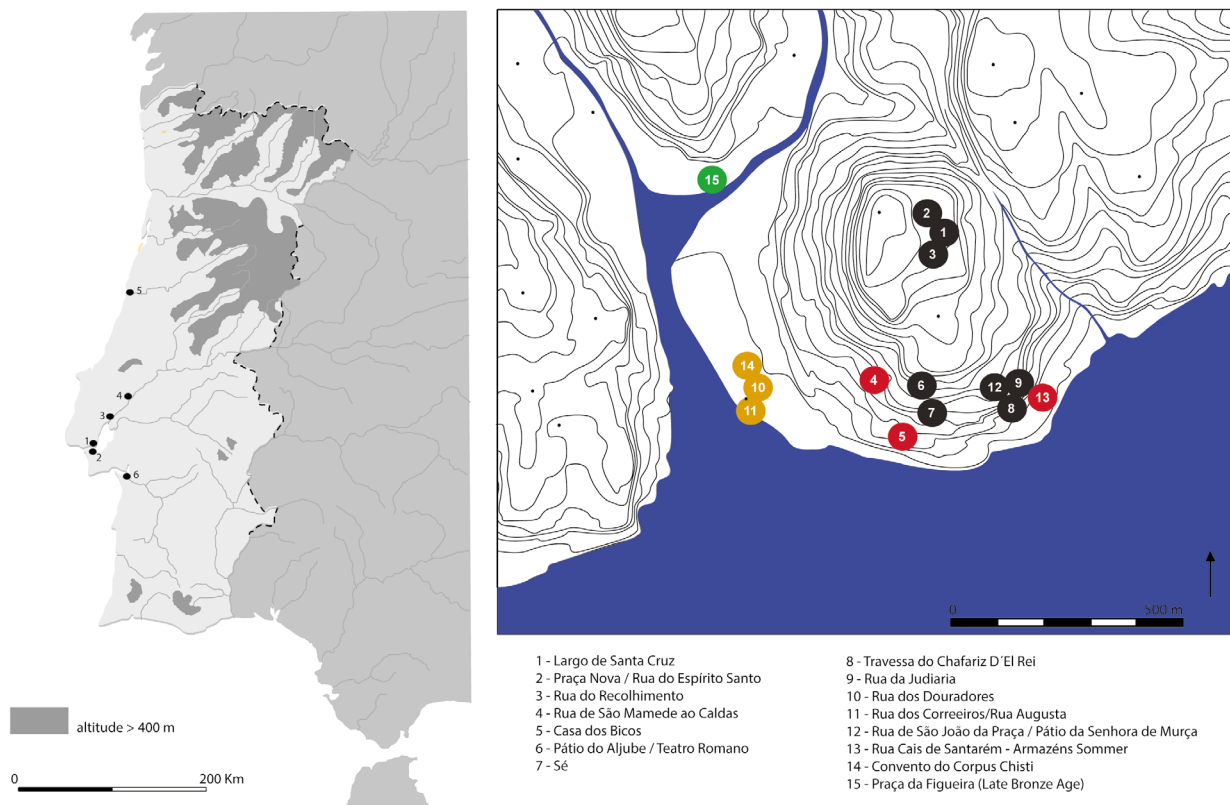 5
4
3
1
2
6
altitude > 400 m
0 200 Km
15
2
1
3
14
10
11
4
6
7
5
12
9
8
13
0 500 m
1 - Largo de Santa Cruz
2 - Praça Nova / Rua do Espírito Santo
3 - Rua do Recolhimento
4 - Rua de São Mamede ao Caldas
5 - Casa dos Bicos
6 - Pátio do Aljube / Teatro Romano
7 - Sé
8 - Travessa do Chafariz D´El Rei
9 - Rua da Judiaria
10 - Rua dos Douradores
11 - Rua dos Correeiros/Rua Augusta
12 - Rua de São João da Praça / Pátio da Senhora de Murça
13 - Rua Cais de Santarém - Armazéns Sommer
14 - Convento do Corpus Chisti
15 - Praça da Figueira (Late Bronze Age)